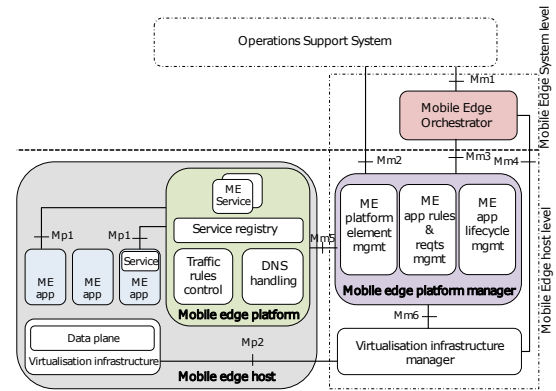 Operations Support System
Mobile Edge System level
Mm1
Mobile Edge
Orchestrator
Mm2
Mm3
Mm4
ME
Service
Service registry
Traffic
rules
control
DNS
handling
Mobile edge platform
Mp1
Mp1
Service
ME
app
ME
app
ME
app
Mm5
ME
platform
element
mgmt
ME
app rules
&
reqts
mgmt
ME
app
lifecycle
mgmt
Mobile edge platform manager
Mobile Edge host level
Mm6
Data plane
Virtualisation infrastructure
Mp2
Mobile edge host
Virtualisation infrastructure
manager